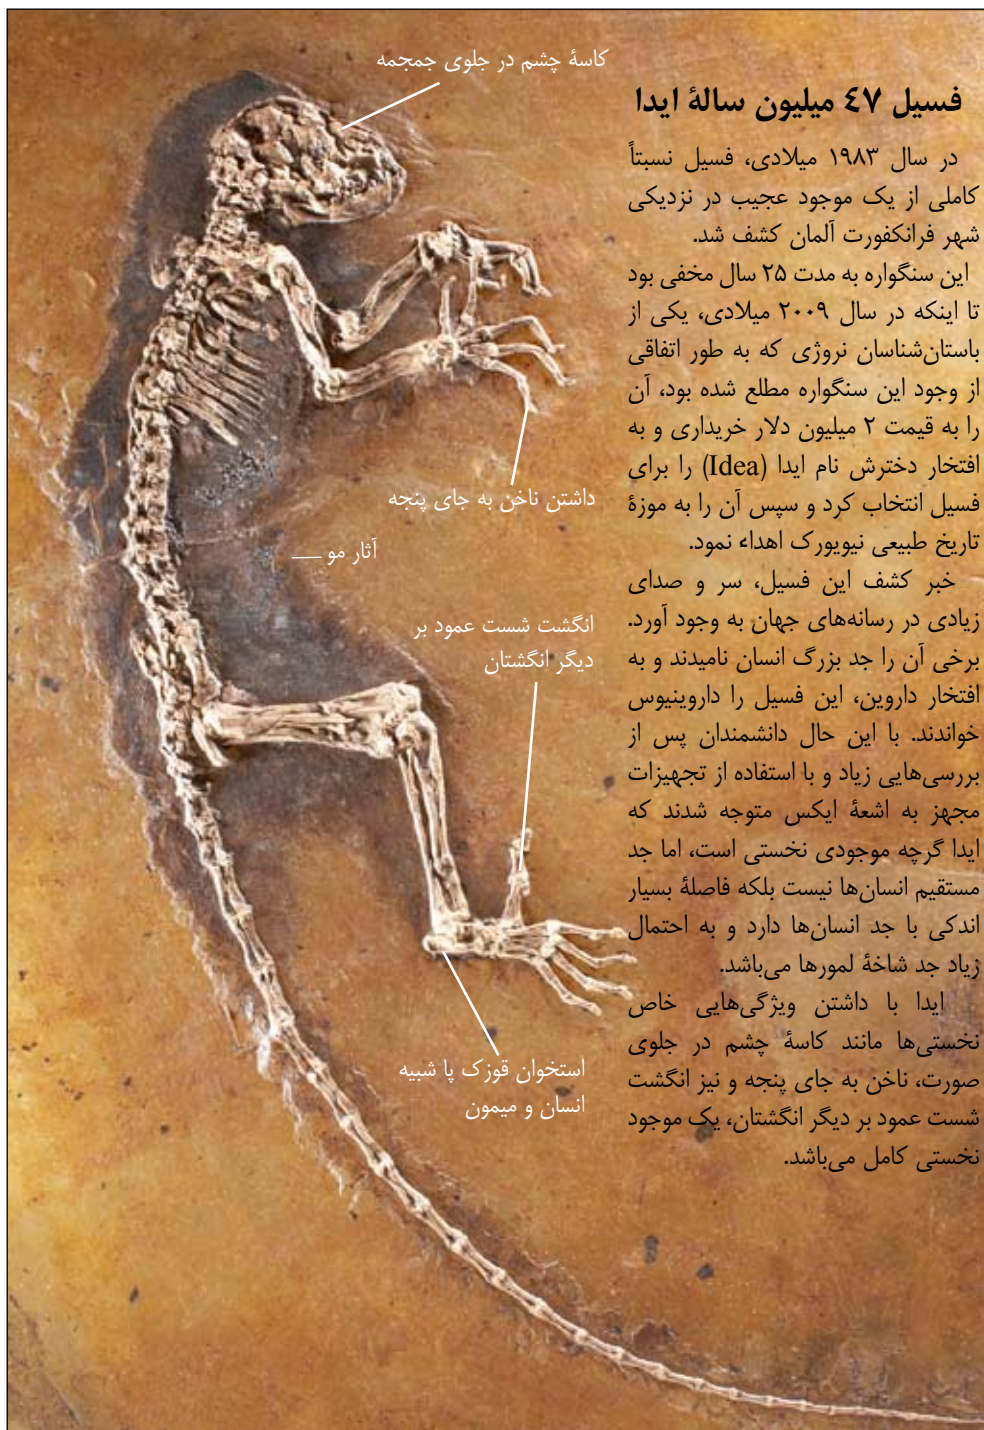 کاسهٔ چشم در جلوی جمجمه
فسیل ٤٧ میلیون سالهٔ ایدا
در سال ۱۹۸۳ میلادی، فسیل نسبتاً
کاملی از یک موجود عجیب در نزدیکی
شهر فرانکفورت آلمان کشف شد.
این سنگواره به مدت ۲۵ سال مخفی بود
تا اینکه در سال ۲۰۰۹ میلادی، یکی از
باستان‌شناسان نروژی که به طور اتفاقی
از وجود این سنگواره مطلع شده بود، آن
را به قیمت ۲ میلیون دلار خریداری و به
افتخار دخترش نام ایدا (Idea) را برای
فسیل انتخاب کرد و سپس آن را به موزهٔ
تاریخ طبیعی نیویورک اهداء نمود.
خبر کشف این فسیل، سر و صدای
زیادی در رسانه‌های جهان به وجود آورد.
برخی آن را جد بزرگ انسان نامیدند و به
افتخار داروین، این فسیل را داروینیوس
خواندند. با این حال دانشمندان پس از
بررسی‌هایی زیاد و با استفاده از تجهیزات
مجهز به اشعهٔ ایکس متوجه شدند که
ایدا گرچه موجودی نخستی است، اما جد
مستقیم انسان‌ها نیست بلکه فاصلهٔ بسیار
اندکی با جد انسان‌ها دارد و به احتمال
زیاد جد شاخهٔ لمورها می‌باشد.
ایدا با داشتن ویژگی‌هایی خاص
نخستی‌ها مانند کاسهٔ چشم در جلوی
صورت، ناخن به جای پنجه و نیز انگشت
شست عمود بر دیگر انگشتان، یک موجود
نخستی کامل می‌باشد.
داشتن ناخن به جای پنجه
آثار مو
انگشت شست عمود بر
دیگر انگشتان
استخوان قوزک پا شبیه
انسان و میمون